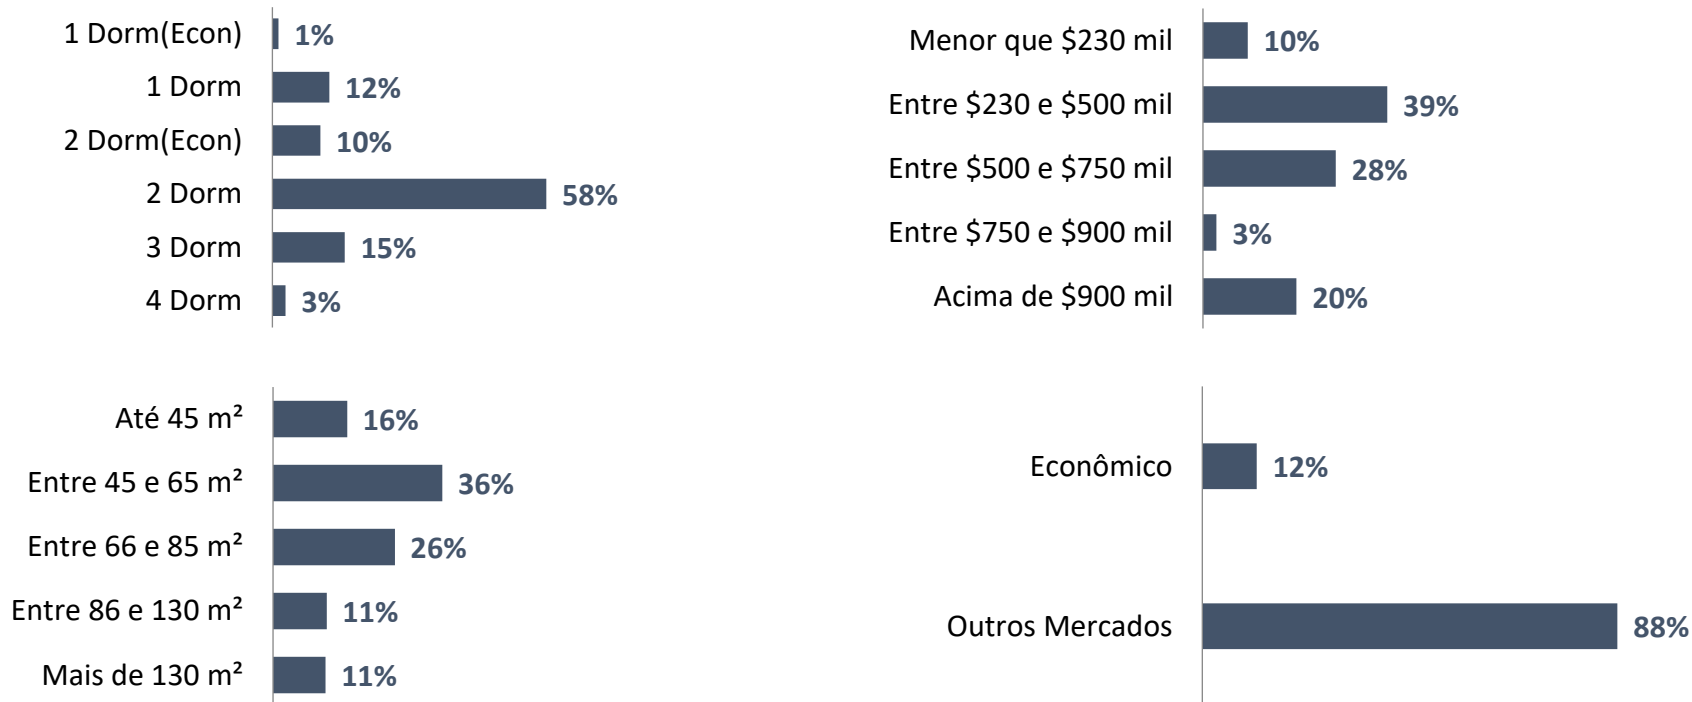 1 Dorm(Econ) 1%
1 Dorm 12%
2 Dorm(Econ) 10%
2 Dorm 58%
3 Dorm 15%
4 Dorm 3%
Menor que $230 mil 10%
Entre $230 e $500 mil 39%
Entre $500 e $750 mil 28%
Entre $750 e $900 mil 3%
Acima de $900 mil 20%
Até 45 m² 16%
Entre 45 e 65 m² 36%
Entre 66 e 85 m² 26%
Entre 86 e 130 m² 11%
Mais de 130 m² 11%
Econômico 12%
Outros Mercados 88%